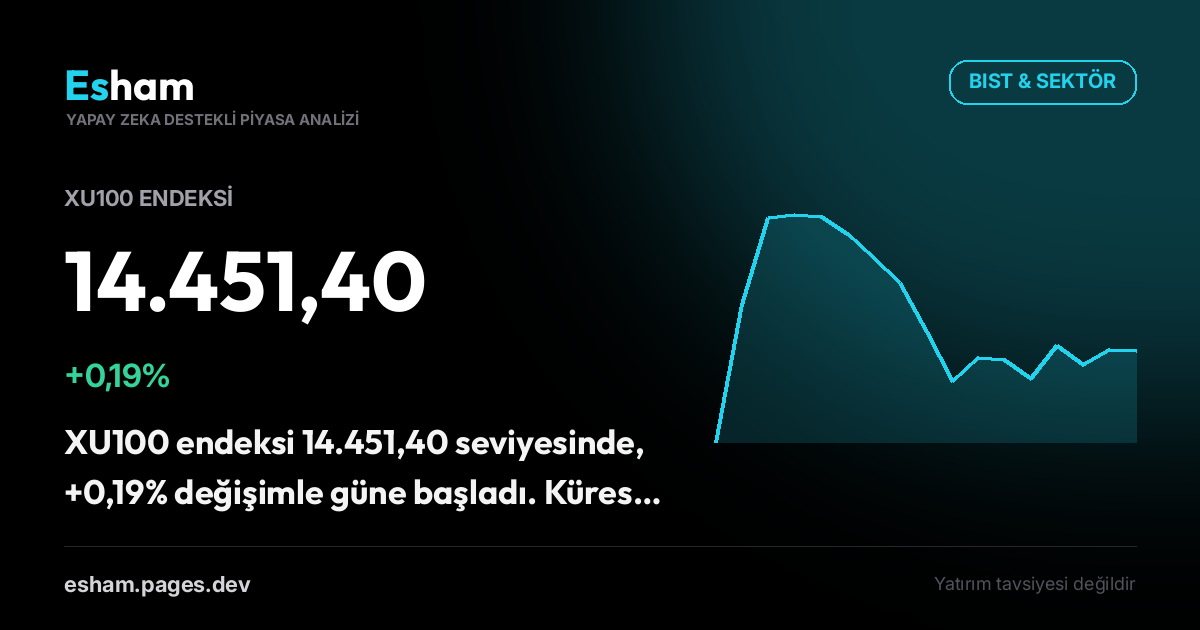 Esham
BIST & SEKTÖR
YAPAY ZEKA DESTEKLİ PİYASA ANALİZİ
XU100 ENDEKSİ
14.451,40
+0,19%
XU100 endeksi 14.451,40 seviyesinde,
+0,19% değişimle güne başladı. Küres...
esham.pages.dev
Yatırım tavsiyesi değildir